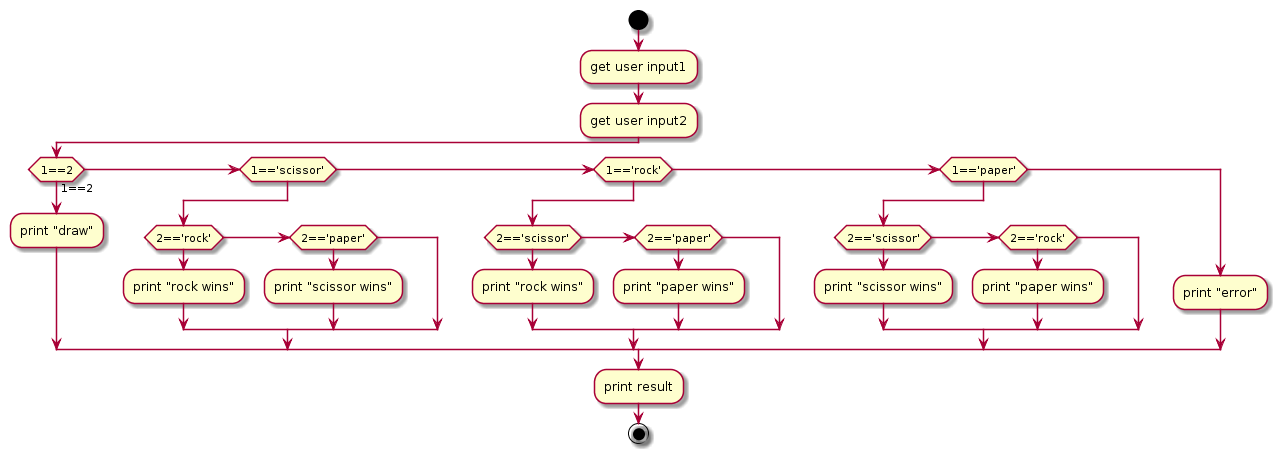 get user input1
get user input2
1==2
1=='scissor'
1=='rock'
1=='paper'
1==2
print "draw"
2=='rock'
2=='paper'
2=='scissor'
2=='paper'
2=='scissor'
2=='rock'
print "rock wins"
print "scissor wins"
print "rock wins"
print "paper wins"
print "scissor wins"
print "paper wins"
print "error"
print result